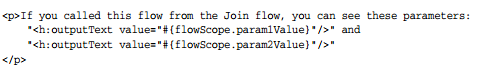 <p>If you called this flow from the Join flow, you can see these parameters:
"<h:outputText value="#{flowScope.param1Value}"/>" and
"<h:outputText value="#{flowScope.param2Value}"/>"
</p>